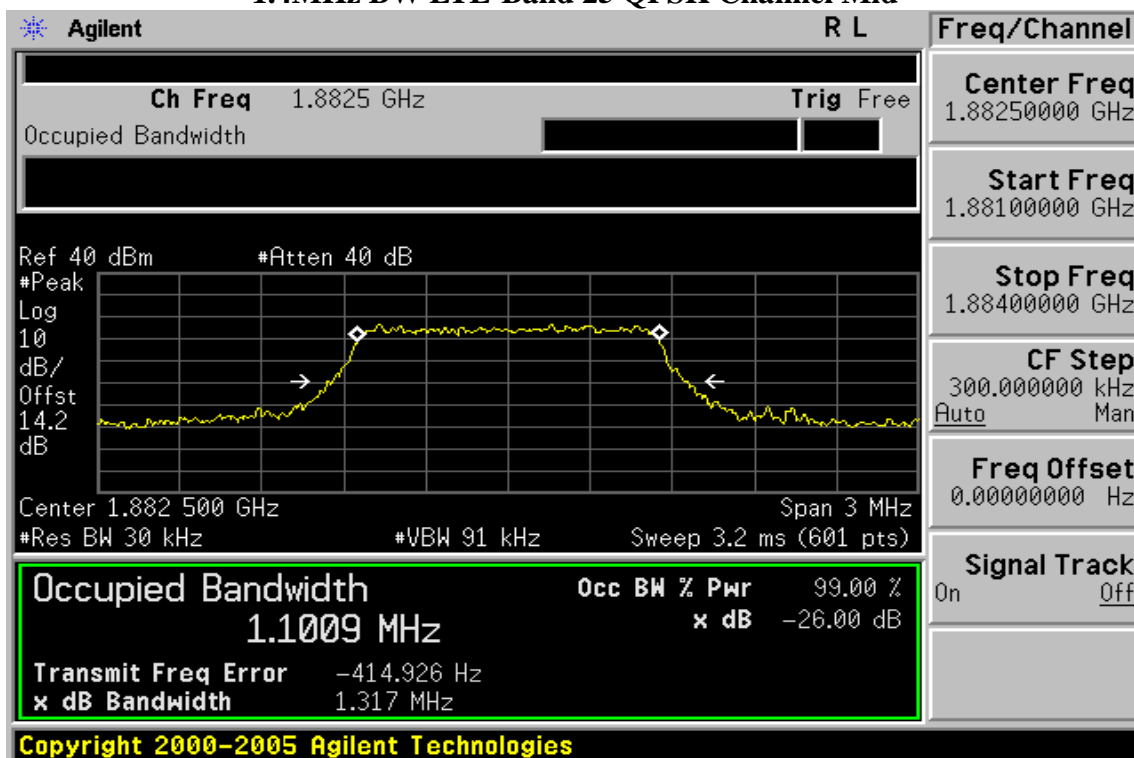 Agilent R L
Ch Freq 1.8825 GHz Trig Free
Occupied Bandwidth
Ref 40 dBm #Atten 40 dB
#Peak
Log
10
dB/
Offst
14.2
dB
Center 1.882 500 GHz Span 3 MHz
#Res BW 30 kHz #VBW 91 kHz Sweep 3.2 ms (601 pts)
Occupied Bandwidth
1.1009 MHz
Occ BW % Pwr 99.00 %
x dB -26.00 dB
Transmit Freq Error -414.926 Hz
x dB Bandwidth 1.317 MHz
Copyright 2000-2005 Agilent Technologies
Freq/Channel
Center Freq
1.88250000 GHz
Start Freq
1.88100000 GHz
Stop Freq
1.88400000 GHz
CF Step
300.000000 kHz
Auto Man
Freq Offset
0.00000000 Hz
Signal Track
On Off